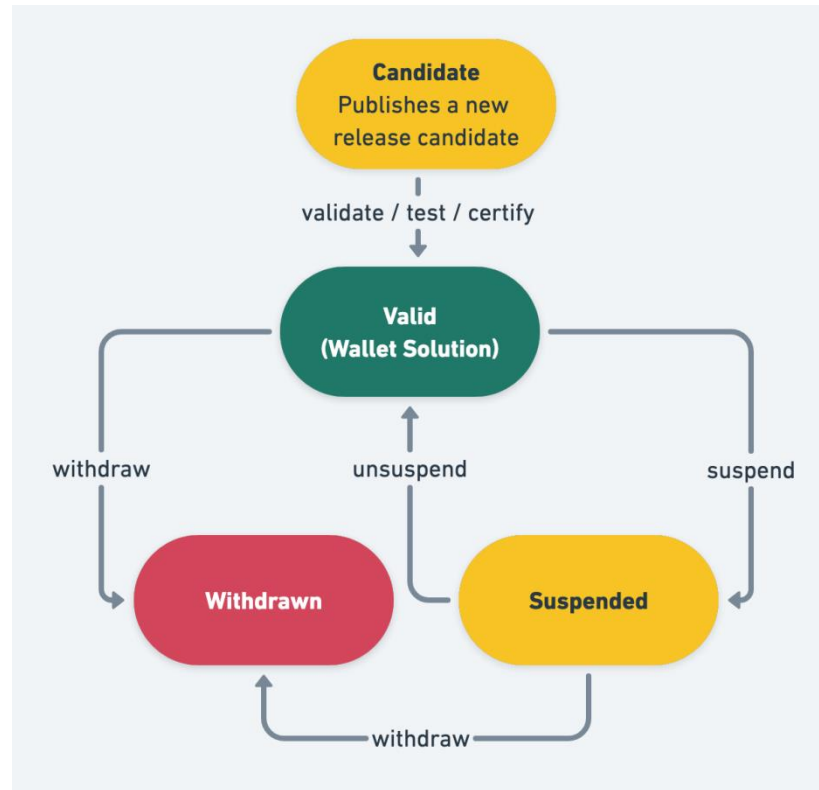 Candidate
Publishes a new
release candidate
validate / test / certify
Valid
(Wallet Solution)
withdraw
unsuspend
suspend
Withdrawn
Suspended
withdraw